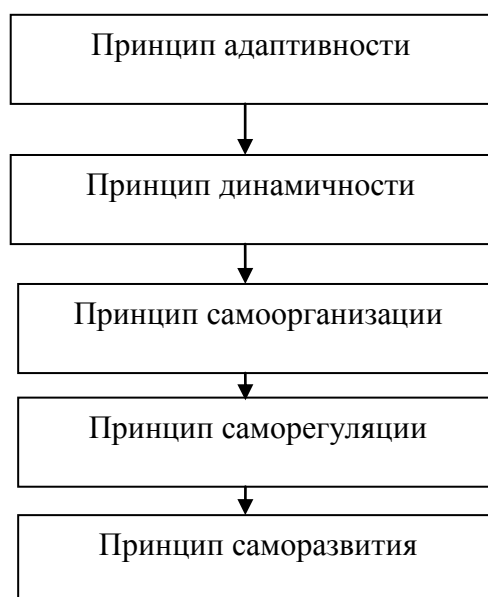 Принцип адаптивности
Принцип динамичности
Принцип самоорганизации
Принцип саморегуляции
Принцип саморазвития